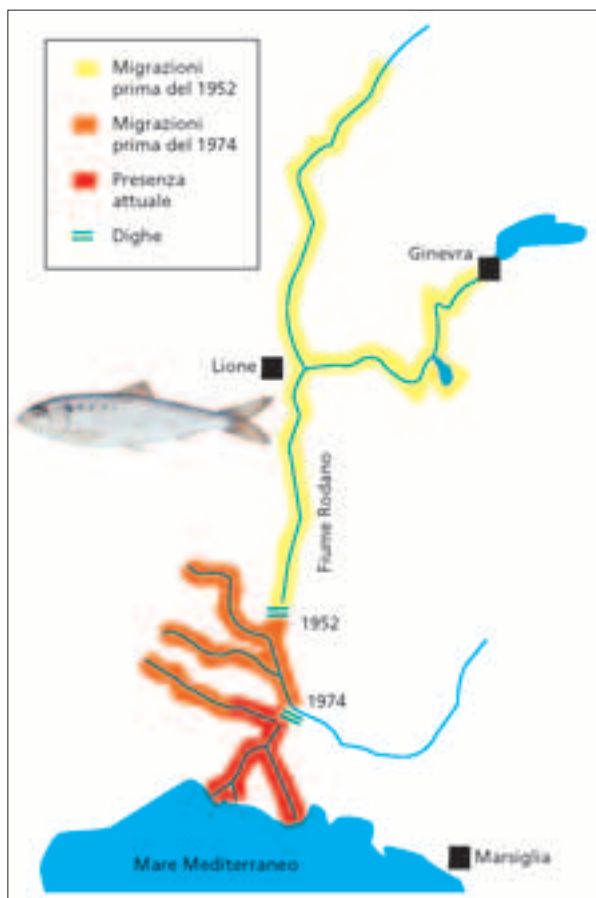 Migrazioni
prima del 1952
Migrazioni
prima del 1974
Presenza
attuale
Dighe
Ginevra
Lione
Fiume Rodano
1952
1974
Mare Mediterraneo
Marsiglia